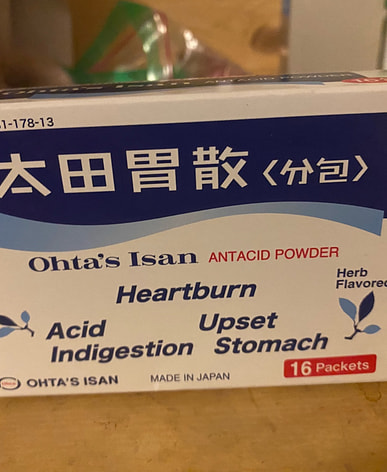 1-178-13
太田胃散〈分包〉
Ohta's Isan ANTACID POWDER
Herb
Flavored
Heartburn
Acid
Indigestion
Upset
Stomach
16 Packets
OHTA'S ISAN
MADE IN JAPAN